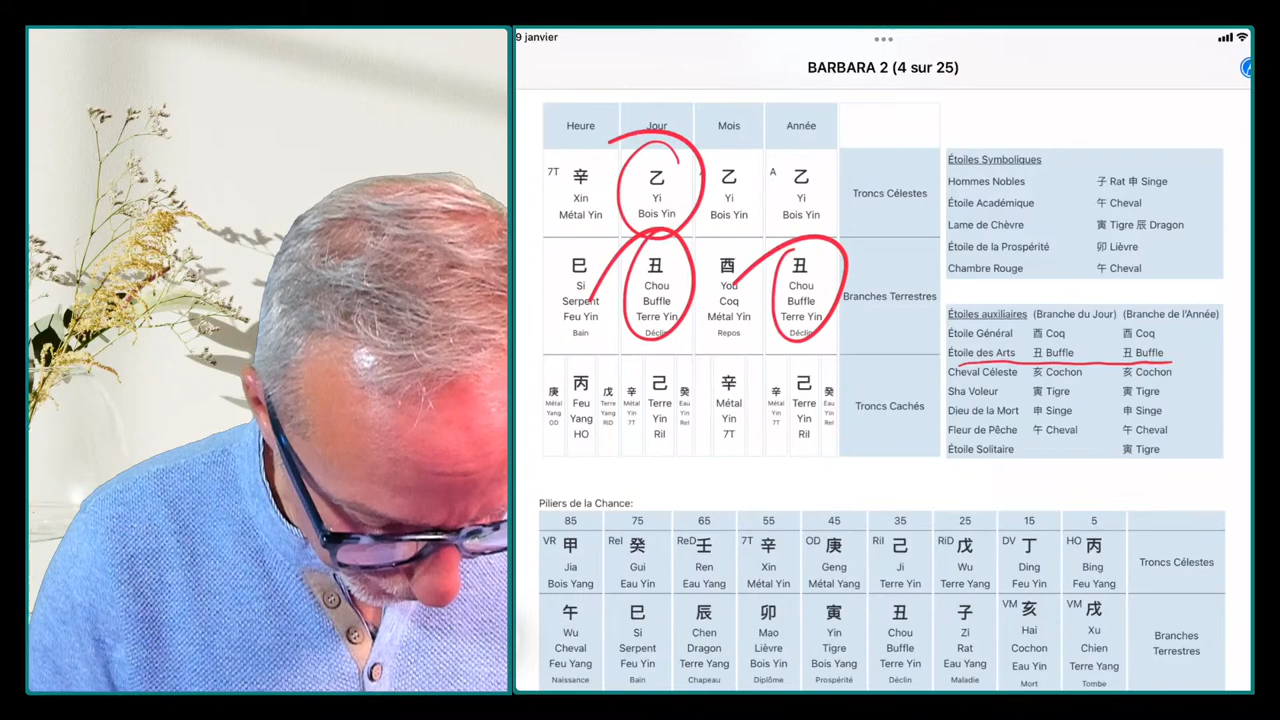 9 janvier
BARBARA 2 (4 sur 25)
Heure Jour Mois Année
7T 辛 乙 乙 A 乙
Xin Yi Yi Yi Troncs Célestes
Métal Yin Bois Yin Bois Yin Bois Yin
巳 丑 酉 丑
Si Chou You Chou
Serpent Buffle Coq Buffle Branches Terrestres
Feu Yin Terre Yin Métal Yin Terre Yin
Bain Déclin Repos Déclin
庚 丙 戊 辛 己 癸 辛 辛 己 癸
Métal Feu Terre Métal Terre Eau Métal Métal Terre Eau
Yang Yang Yang Yin Yin Yin Yin Yin Yin Yin Troncs Cachés
OD HO RiD 7T RiI Rel 7T 7T RiI Rel
Étoiles Symboliques
Hommes Nobles 子 Rat 申 Singe
Étoile Académique 午 Cheval
Lame de Chèvre 寅 Tigre 辰 Dragon
Étoile de la Prospérité 卯 Lièvre
Chambre Rouge 午 Cheval
Étoiles auxiliaires (Branche du Jour) (Branche de l'Année)
Étoile Général 酉 Coq 酉 Coq
Étoile des Arts 丑 Buffle 丑 Buffle
Cheval Céleste 亥 Cochon 亥 Cochon
Sha Voleur 寅 Tigre 寅 Tigre
Dieu de la Mort 申 Singe 申 Singe
Fleur de Pêche 午 Cheval 午 Cheval
Étoile Solitaire 寅 Tigre
Piliers de la Chance:
85 75 65 55 45 35 25 15 5
VR 甲 Rel 癸 ReD 壬 7T 辛 OD 庚 RiI 己 RiD 戊 DV 丁 HO 丙
Jia Gui Ren Xin Geng Ji Wu Ding Bing Troncs Célestes
Bois Yang Eau Yin Eau Yang Métal Yin Métal Yang Terre Yin Terre Yang Feu Yin Feu Yang
午 巳 辰 卯 寅 丑 子 VM 亥 VM 戌
Wu Si Chen Mao Yin Chou Zi Hai Xu
Cheval Serpent Dragon Lièvre Tigre Buffle Rat Cochon Chien Branches Terrestres
Feu Yang Feu Yin Terre Yang Bois Yin Bois Yang Terre Yin Eau Yang Eau Yin Terre Yang
Naissance Bain Chapeau Diplôme Prospérité Déclin Maladie Mort Tombe